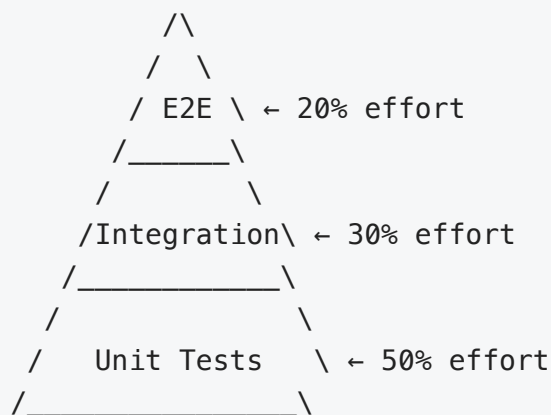 E2E ← 20% effort
Integration ← 30% effort
Unit Tests ← 50% effort